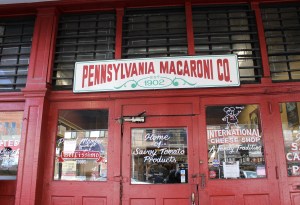 PENNSYLVANIA MACARONI CO.
1902
Home of
Savoy Tomato
Products
INTERNATIONAL
CHEESE SHOP